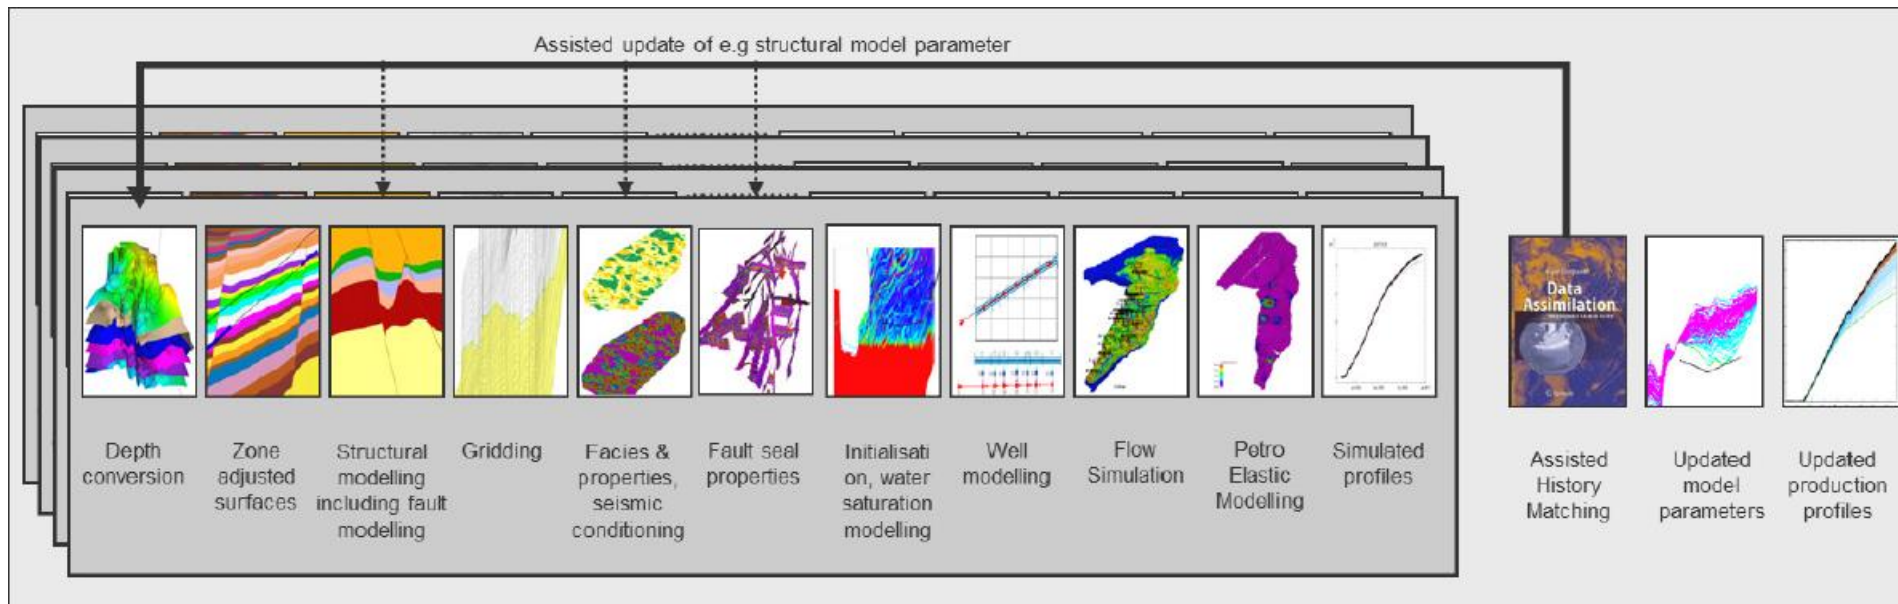 Assisted update of e.g structural model parameter
Depth
conversion
Zone
adjusted
surfaces
Structural
modelling
including fault
modelling
Gridding
Facies &
properties,
seismic
conditioning
Fault seal
properties
Initialisati
on, water
saturation
modelling
Well
modelling
Flow
Simulation
Petro
Elastic
Modelling
Simulated
profiles
Data
Assimilation
Assisted
History
Matching
Updated
model
parameters
Updated
production
profiles